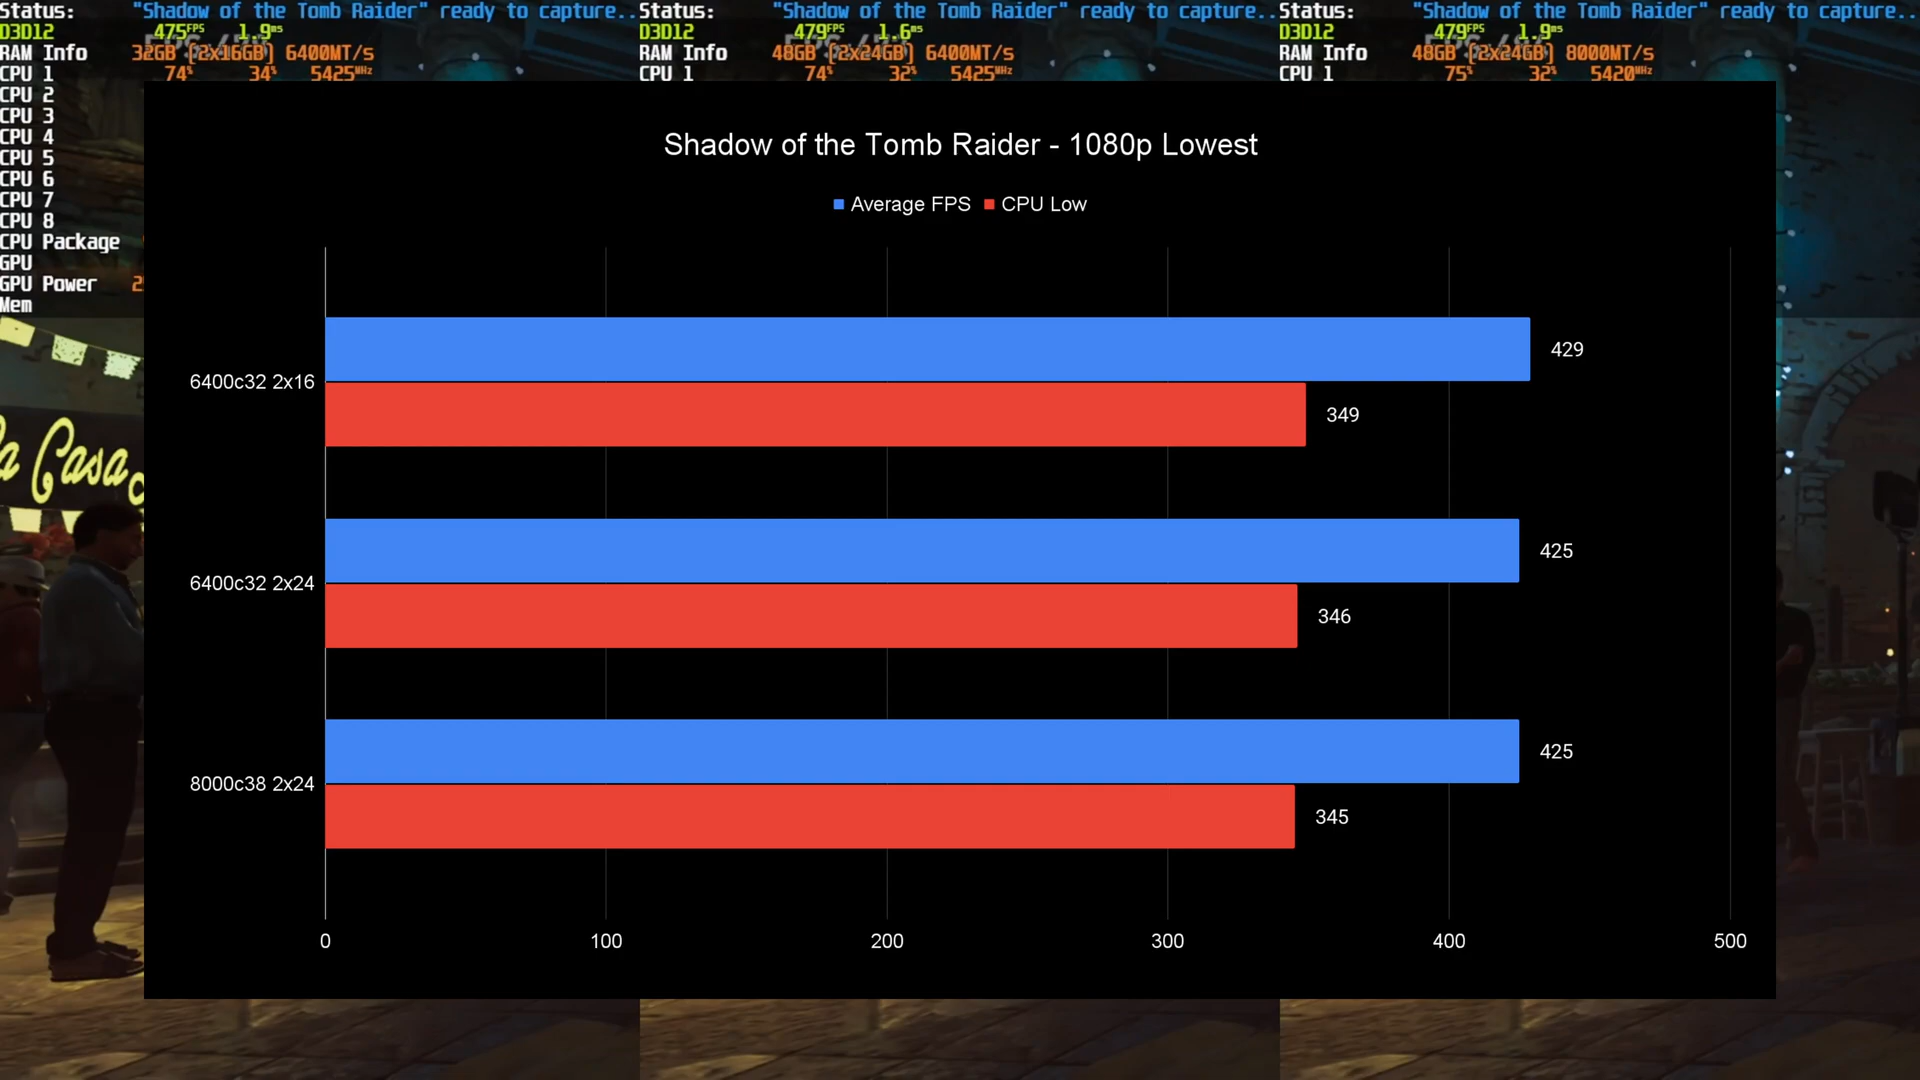 Status: "Shadow of the Tomb Raider" ready to capture..
D3D12 475FPS 1.9ms
RAM Info 32GB [2x16GB] 6400MT/s
CPU 1 74% 34% 5425MHz
CPU 2
CPU 3
CPU 4
CPU 5
CPU 6
CPU 7
CPU 8
CPU Package
GPU
GPU Power
Mem
Status: "Shadow of the Tomb Raider" ready to capture..
D3D12 479FPS 1.6ms
RAM Info 48GB [2x24GB] 6400MT/s
CPU 1 74% 32% 5425MHz
Status: "Shadow of the Tomb Raider" ready to capture..
D3D12 479FPS 1.9ms
RAM Info 48GB [2x24GB] 8000MT/s
CPU 1 75% 32% 5420MHz
Shadow of the Tomb Raider - 1080p Lowest
Average FPS CPU Low
6400c32 2x16
429
349
6400c32 2x24
425
346
8000c38 2x24
425
345
0 100 200 300 400 500
Casa